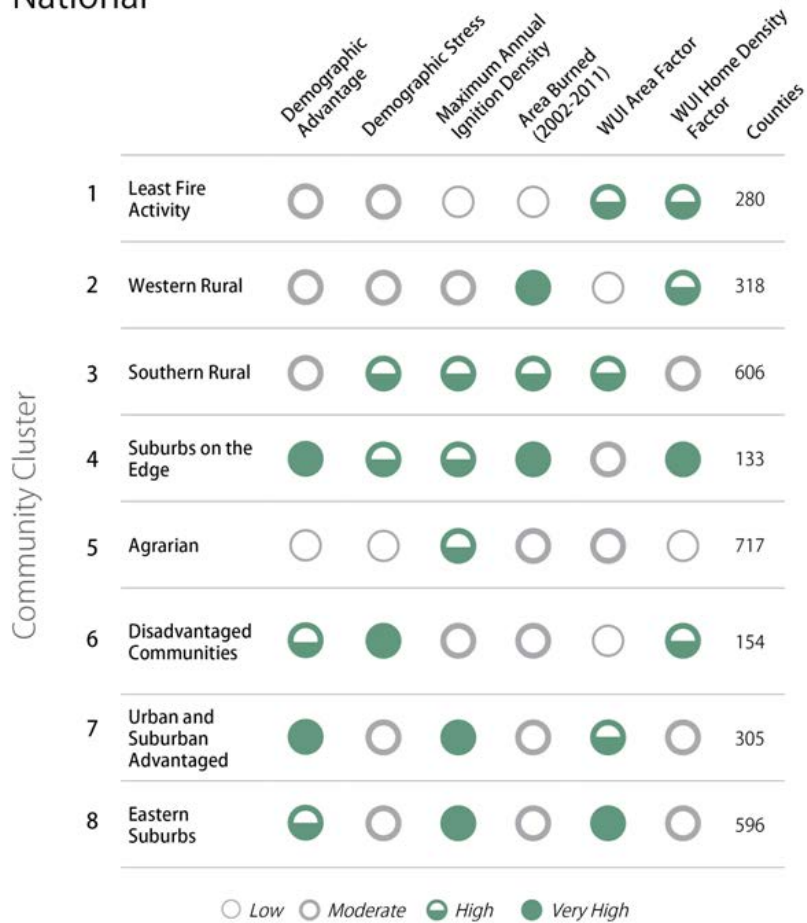 National
Demographic
Advantage
Demographic Stress
Maximum Annual
Ignition Density
Area Burned
(2002-2011)
WUI Area Factor
WUI Home Density
Factor
Counties
Community Cluster
1 Least Fire
Activity 280
2 Western Rural 318
3 Southern Rural 606
4 Suburbs on the
Edge 133
5 Agrarian 717
6 Disadvantaged
Communities 154
7 Urban and
Suburban
Advantaged 305
8 Eastern
Suburbs 596
Low Moderate High Very High